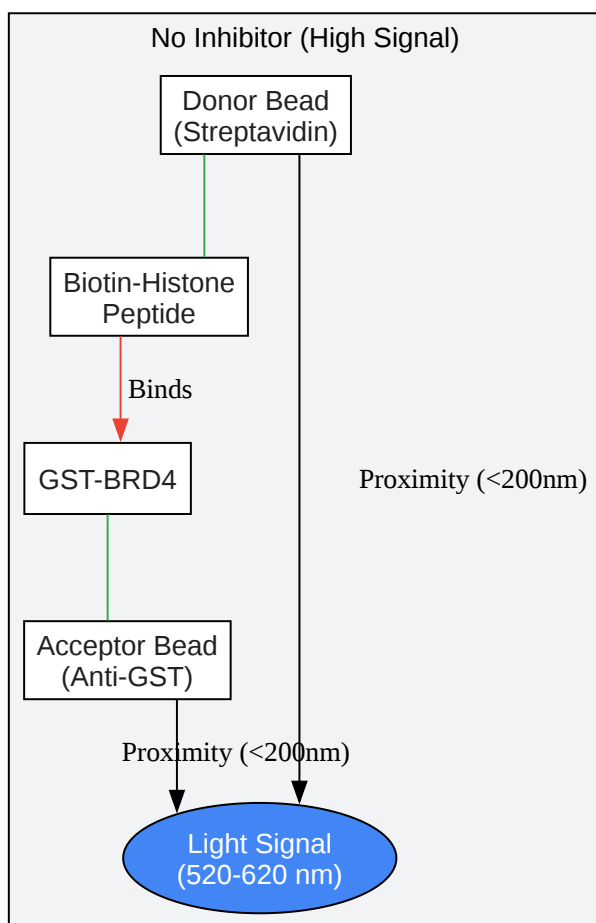 No Inhibitor (High Signal)
Donor Bead
(Streptavidin)
Biotin-Histone
Peptide
Binds
GST-BRD4
Proximity (<200nm)
Acceptor Bead
(Anti-GST)
Proximity (<200nm)
Light Signal
(520-620 nm)